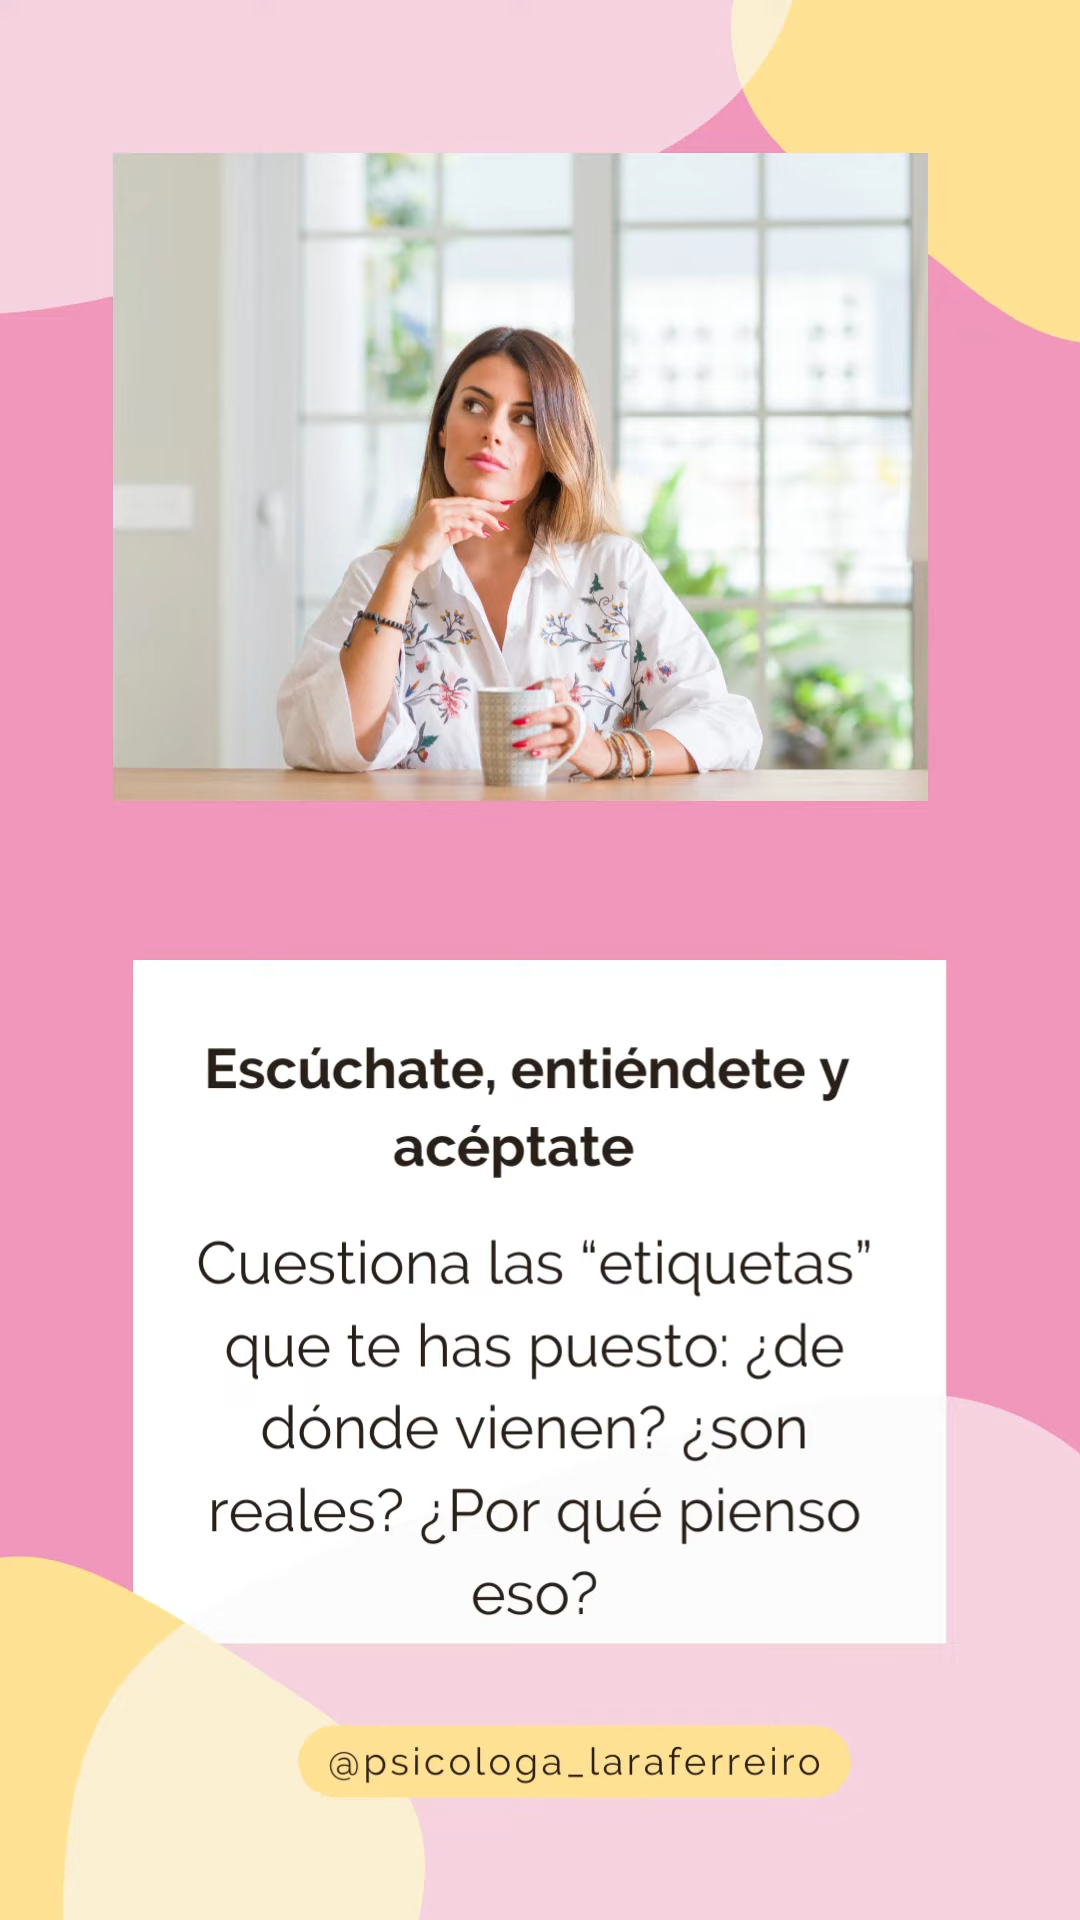 Escúchate, entiéndete y
acéptate
Cuestiona las “etiquetas”
que te has puesto: ¿de
dónde vienen? ¿son
reales? ¿Por qué pienso
eso?
@psicologa_laraferreiro